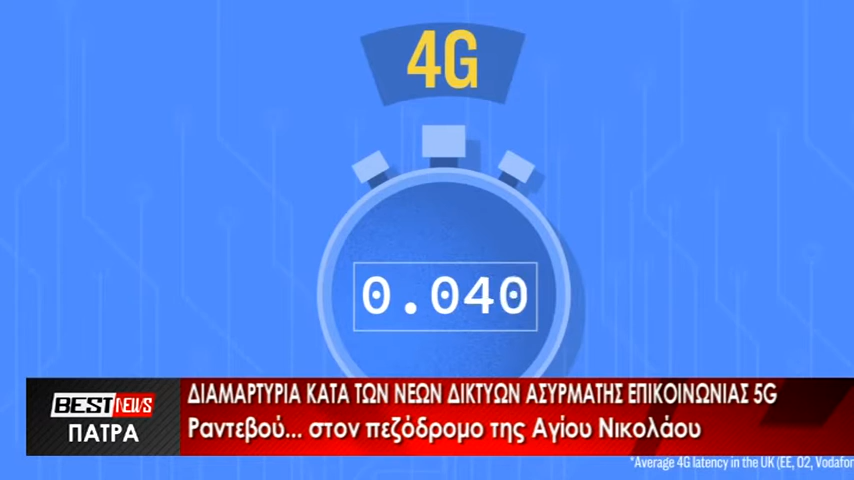 4G
0.040
BEST NEWS
ΠΑΤΡΑ
ΔΙΑΜΑΡΤΥΡΙΑ ΚΑΤΑ ΤΩΝ ΝΕΩΝ ΔΙΚΤΥΩΝ ΑΣΥΡΜΑΤΗΣ ΕΠΙΚΟΙΝΩΝΙΑΣ 5G
Ραντεβού... στον πεζόδρομο της Αγίου Νικολάου
*Average 4G latency in the UK (EE, O2, Vodafon